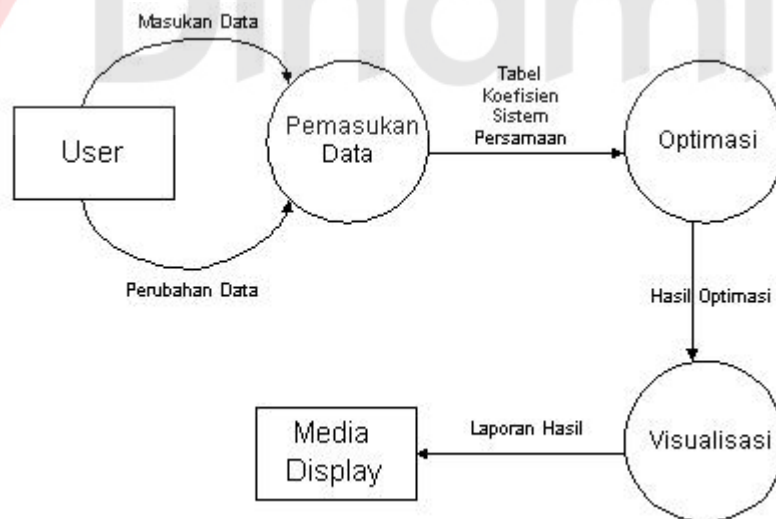 Dinami
Masukan Data
User
Pemasukan
Data
Tabel
Koefisien
Sistem
Persamaan
Optimasi
Perubahan Data
Hasil Optimasi
Media
Display
Laporan Hasil
Visualisasi